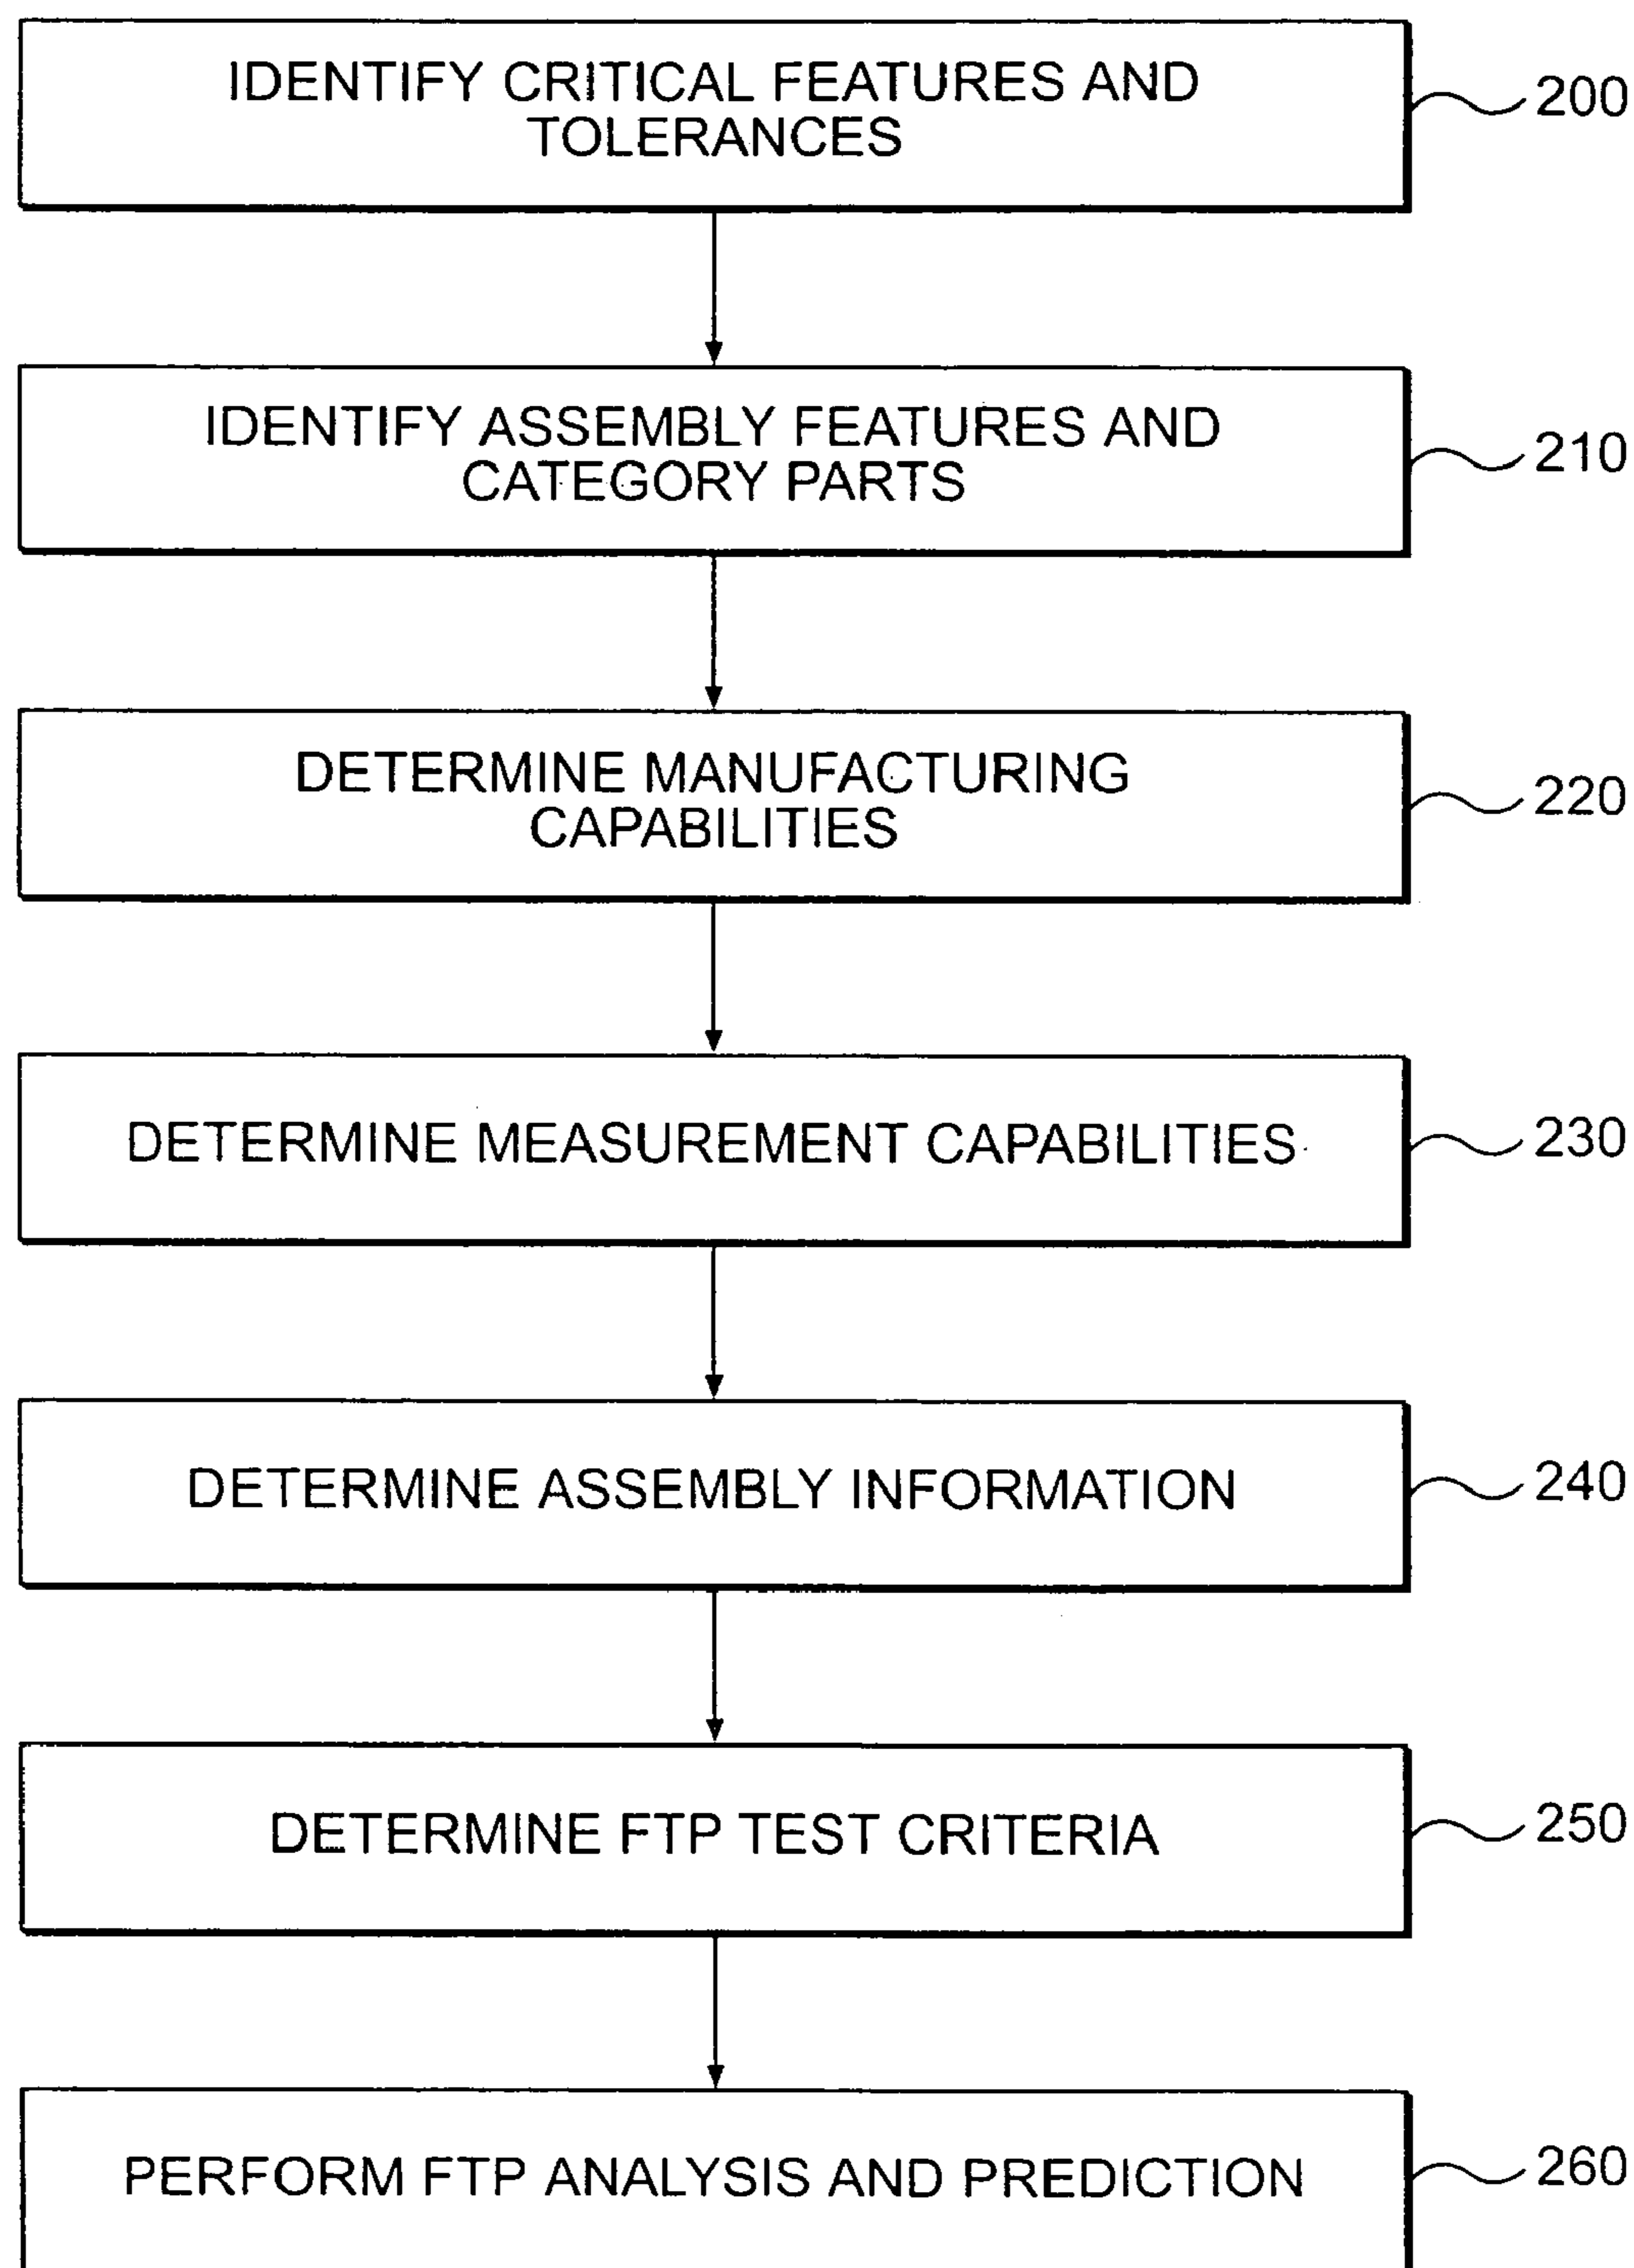 IDENTIFY CRITICAL FEATURES AND
TOLERANCES
200
IDENTIFY ASSEMBLY FEATURES AND
CATEGORY PARTS
210
DETERMINE MANUFACTURING
CAPABILITIES
220
DETERMINE MEASUREMENT CAPABILITIES
230
DETERMINE ASSEMBLY INFORMATION
240
DETERMINE FTP TEST CRITERIA
250
PERFORM FTP ANALYSIS AND PREDICTION
260